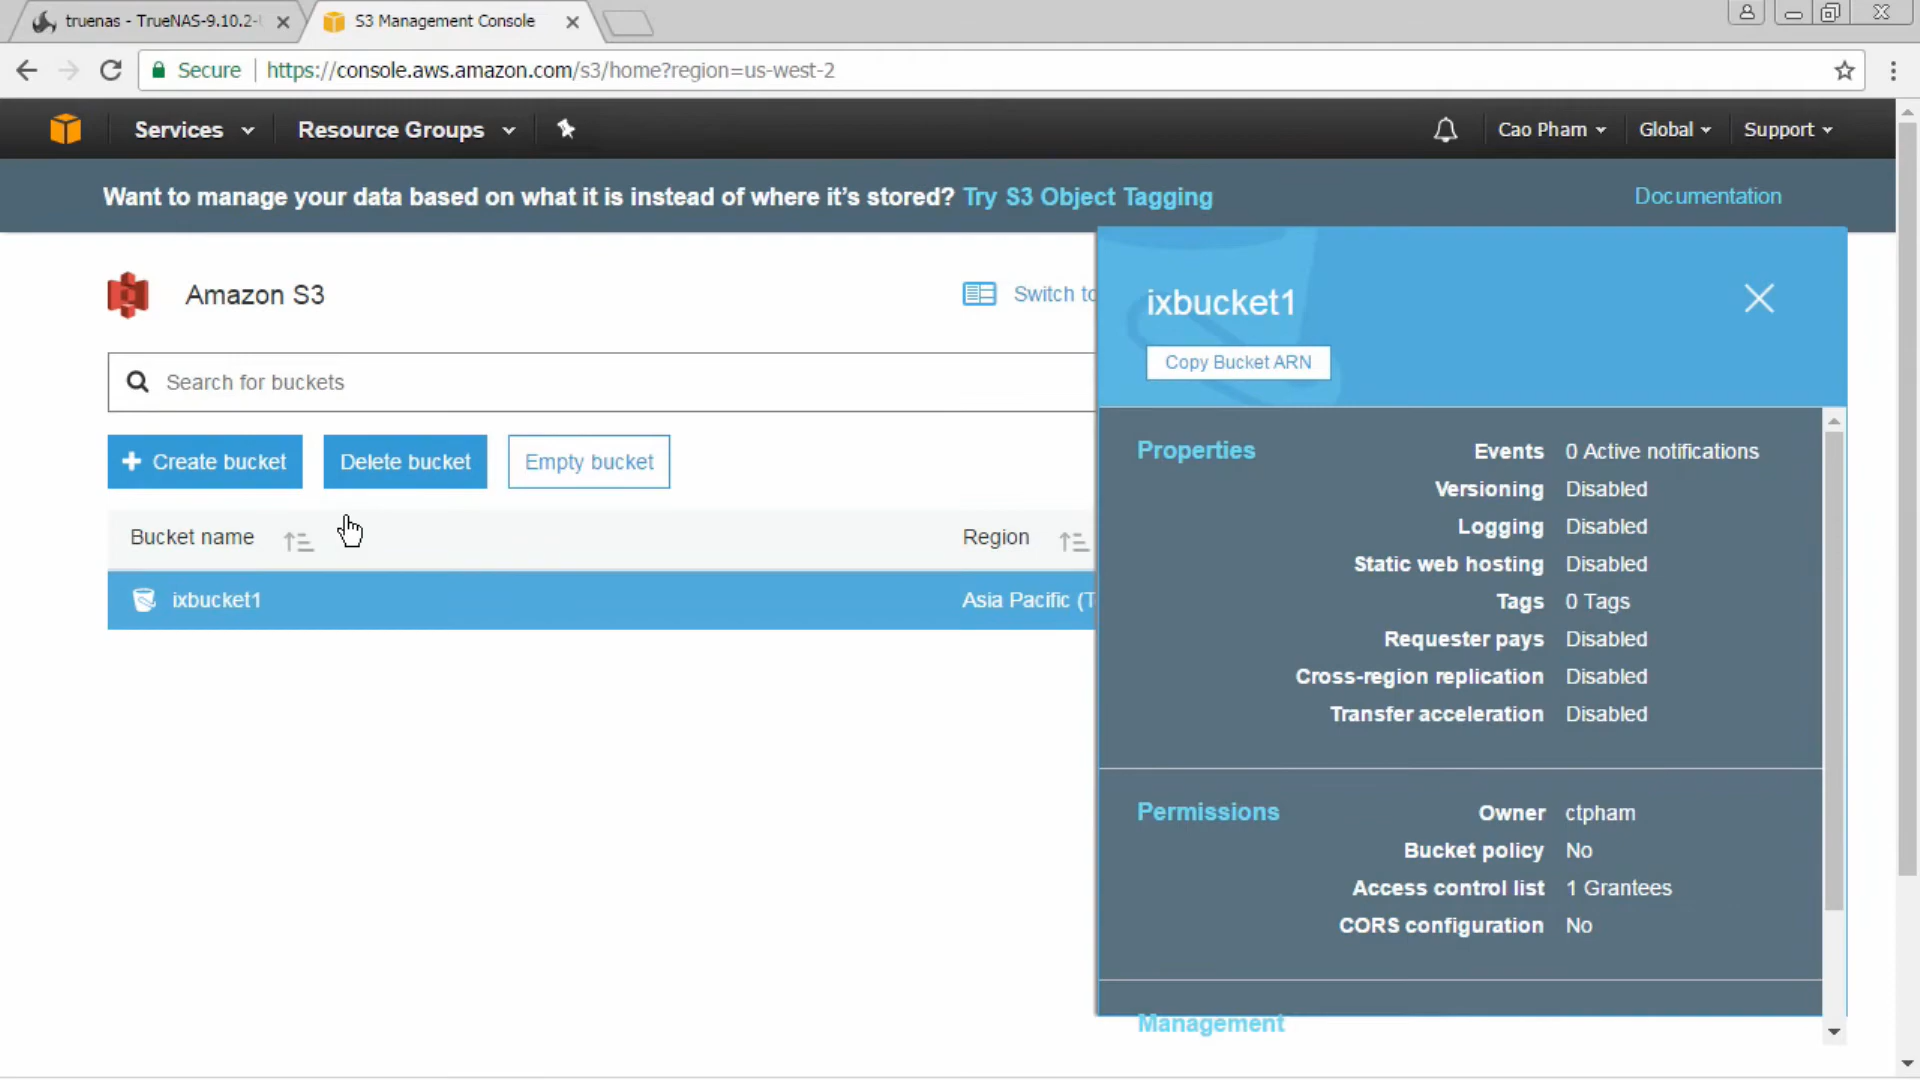 truenas - TrueNAS-9.10.2-
S3 Management Console
Secure
https://console.aws.amazon.com/s3/home?region=us-west-2
Services
Resource Groups
Cao Pham
Global
Support
Want to manage your data based on what it is instead of where it's stored? Try S3 Object Tagging
Documentation
Amazon S3
Switch to
Search for buckets
Create bucket
Delete bucket
Empty bucket
Bucket name
Region
ixbucket1
Asia Pacific (T
ixbucket1
Copy Bucket ARN
Properties
Events 0 Active notifications
Versioning Disabled
Logging Disabled
Static web hosting Disabled
Tags 0 Tags
Requester pays Disabled
Cross-region replication Disabled
Transfer acceleration Disabled
Permissions
Owner ctpham
Bucket policy No
Access control list 1 Grantees
CORS configuration No
Management